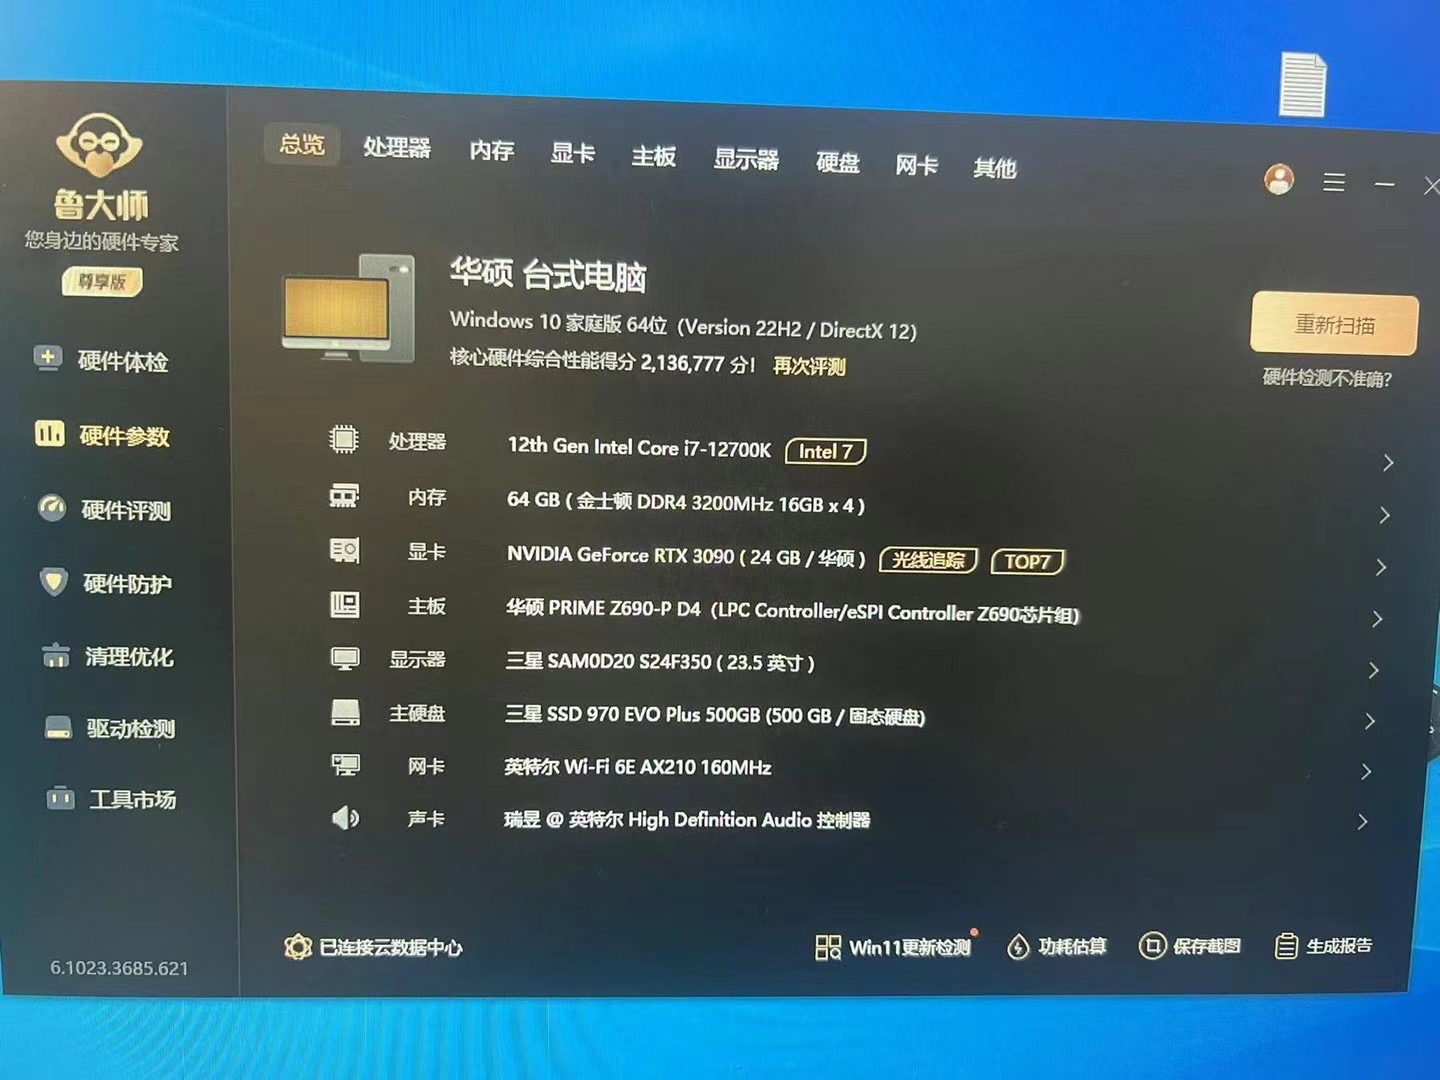 鲁大师
您身边的硬件专家
尊享版
硬件体检
硬件参数
硬件评测
硬件防护
清理优化
驱动检测
工具市场
6.1023.3685.621
总览 处理器 内存 显卡 主板 显示器 硬盘 网卡 其他
华硕 台式电脑
Windows 10 家庭版 64位（Version 22H2 / DirectX 12）
核心硬件综合性能得分 2,136,777 分！ 再次评测
重新扫描
硬件检测不准确?
处理器 12th Gen Intel Core i7-12700K Intel 7
内存 64 GB ( 金士顿 DDR4 3200MHz 16GB x 4 )
显卡 NVIDIA GeForce RTX 3090 ( 24 GB / 华硕 ) 光线追踪 TOP7
主板 华硕 PRIME Z690-P D4（LPC Controller/eSPI Controller Z690芯片组)
显示器 三星 SAM0D20 S24F350 ( 23.5 英寸 )
主硬盘 三星 SSD 970 EVO Plus 500GB (500 GB / 固态硬盘)
网卡 英特尔 Wi-Fi 6E AX210 160MHz
声卡 瑞昱 @ 英特尔 High Definition Audio 控制器
已连接云数据中心 Win11更新检测 功耗估算 保存截图 生成报告